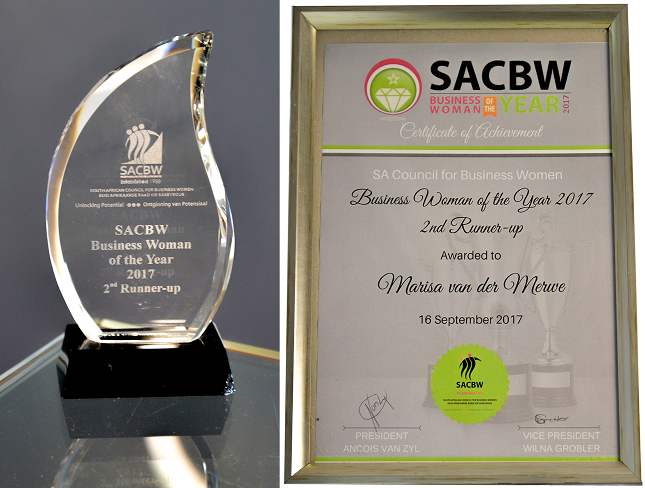 SACBW
Established 1989
SOUTH AFRICAN COUNCIL FOR BUSINESS WOMEN
SUID AFRIKAANSE RAAD VIR SAKEVROUE
Unlocking Potential ●●● Ontginning van Potensiaal
SACBW
Business Woman
of the Year
2017
2nd Runner-up
SACBW
BUSINESS WOMAN OF THE YEAR 2017
Certificate of Achievement
SA Council for Business Women
Business Woman of the Year 2017
2nd Runner-up
Awarded to
Marisa van der Merwe
16 September 2017
SACBW
PRESIDENT
ANCOIS VAN ZYL
VICE PRESIDENT
WILNA GROBLER